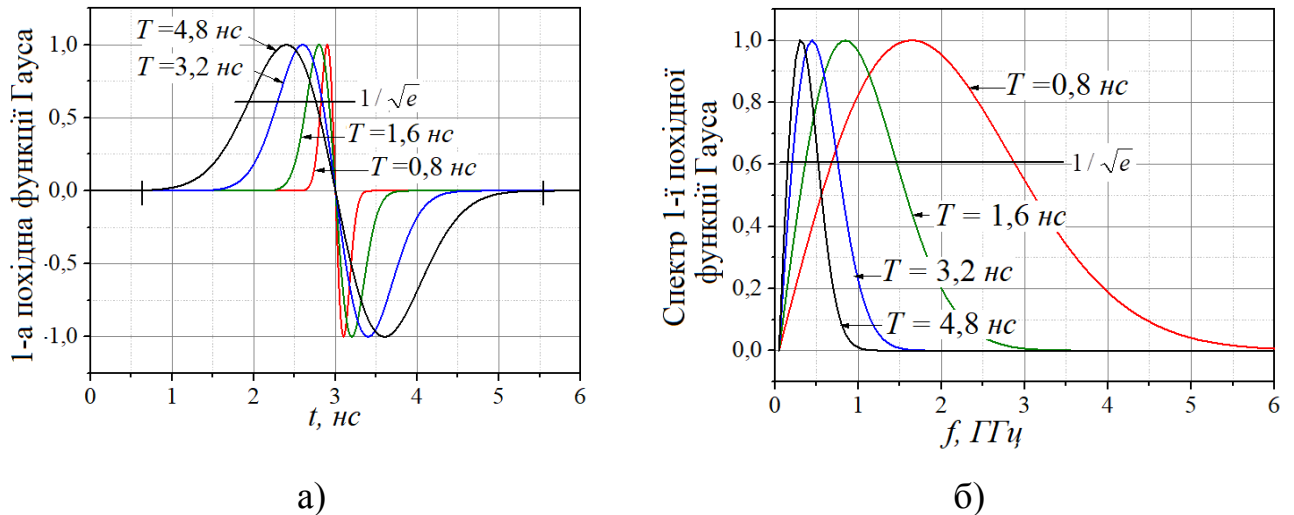 1-а похідна функції Гауса
1,0
0,5
0,0
-0,5
-1,0
T =4,8 нс
T =3,2 нс
1/√e
T =1,6 нс
T =0,8 нс
0 1 2 3 4 5 6
t, нс
а)
Спектр 1-ї похідної
функції Гауса
1,0
0,8
0,6
0,4
0,2
0,0
T =0,8 нс
1/√e
T = 1,6 нс
T = 3,2 нс
T = 4,8 нс
0 1 2 3 4 5 6
f, ГГц
б)